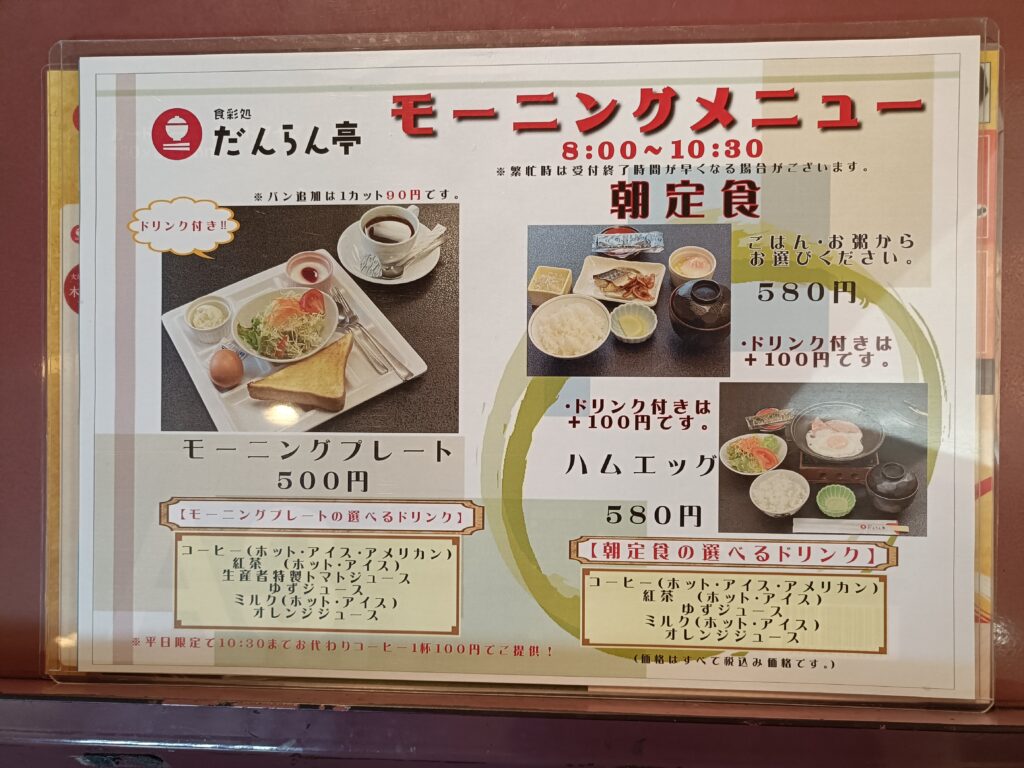 食彩処
だんらん亭
モーニングメニュー
8:00〜10:30
※繁忙時は受付終了時間が早くなる場合がございます。
※パン追加は1カット90円です。
ドリンク付き!!
モーニングプレート
500円
【モーニングプレートの選べるドリンク】
コーヒー(ホット・アイス・アメリカン)
紅茶 (ホット・アイス)
生産者特製トマトジュース
ゆずジュース
ミルク(ホット・アイス)
オレンジジュース
※平日限定で10:30までお代わりコーヒー1杯100円でご提供!
朝定食
ごはん・お粥から
お選びください。
580円
・ドリンク付きは
+100円です。
・ドリンク付きは
+100円です。
ハムエッグ
580円
【朝定食の選べるドリンク】
コーヒー(ホット・アイス・アメリカン)
紅茶 (ホット・アイス)
ゆずジュース
ミルク(ホット・アイス)
オレンジジュース
(価格はすべて税込み価格です。)